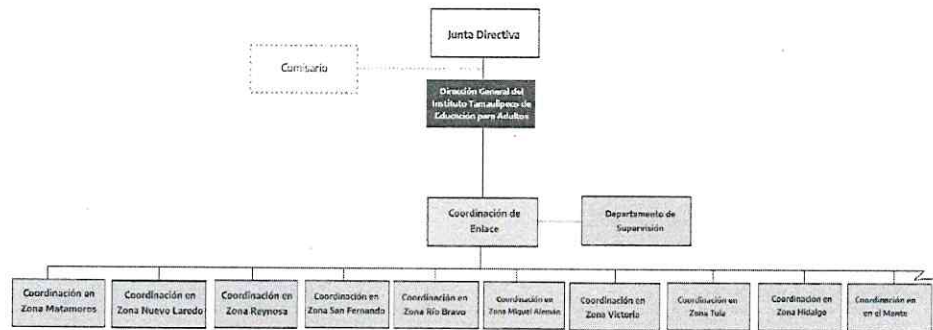 Junta Directiva
Comisario
Dirección General del
Instituto Tamaulipeco de
Educación para Adultos
Coordinación de
Enlace
Departamento de
Supervisión
Coordinación en
Zona Matamoros
Coordinación en
Zona Nuevo Laredo
Coordinación en
Zona Reynosa
Coordinación en
Zona San Fernando
Coordinación en
Zona Río Bravo
Coordinación en
Zona Miguel Alemán
Coordinación en
Zona Victoria
Coordinación en
Zona Tula
Coordinación en
Zona Hidalgo
Coordinación en
en el Mante